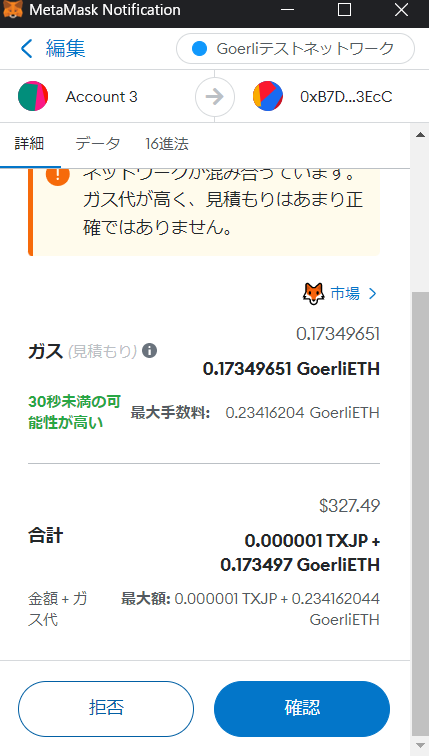 MetaMask Notification
編集
Goerliテストネットワーク
Account 3
0xB7D...3EcC
詳細 データ 16進法
ネットワークが混み合っています。
ガス代が高く、見積もりはあまり正
確ではありません。
市場
0.17349651
ガス (見積もり)
0.17349651 GoerliETH
30秒未満の可
能性が高い
最大手数料: 0.23416204 GoerliETH
$327.49
合計
0.000001 TXJP +
0.173497 GoerliETH
金額 + ガ
ス代
最大額: 0.000001 TXJP + 0.234162044
GoerliETH
拒否
確認